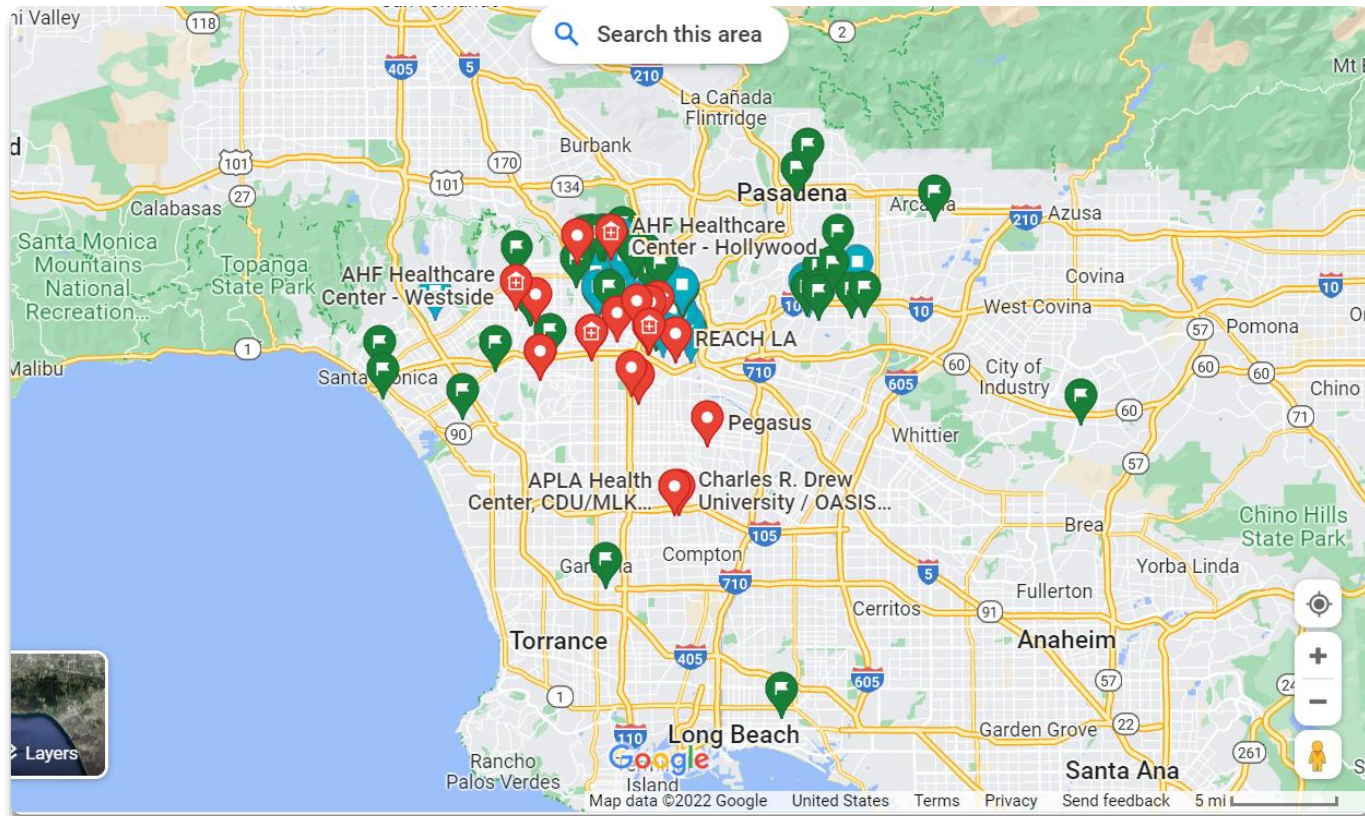 ni Valley
118
405
5
Search this area
2
210
La Cañada
Flintridge
Mt
Burbank
170
101
101
134
27
Calabasas
Pasadena
Arcadia
210
Azusa
Santa Monica
Mountains
National
Recreation...
Topanga
State Park
AHF Healthcare
Center - Hollywood
AHF Healthcare
Center - Westside
Covina
10
West Covina
10
10
57
Pomona
1
REACH LA
Malibu
Santa Monica
710
60
60
60
City of
Industry
605
Chino
60
71
90
Pegasus
Whittier
57
APLA Health
Center, CDU/MLK...
Charles R. Drew
University / OASIS...
105
Brea
Chino Hills
State Park
Compton
Gardena
710
5
Yorba Linda
Fullerton
Cerritos
91
Torrance
Anaheim
405
605
57
1
22
110
Long Beach
Garden Grove
261
Layers
Rancho
Palos Verdes
Google
Island
Santa Ana
Map data ©2022 Google United States Terms Privacy Send feedback 5 mi